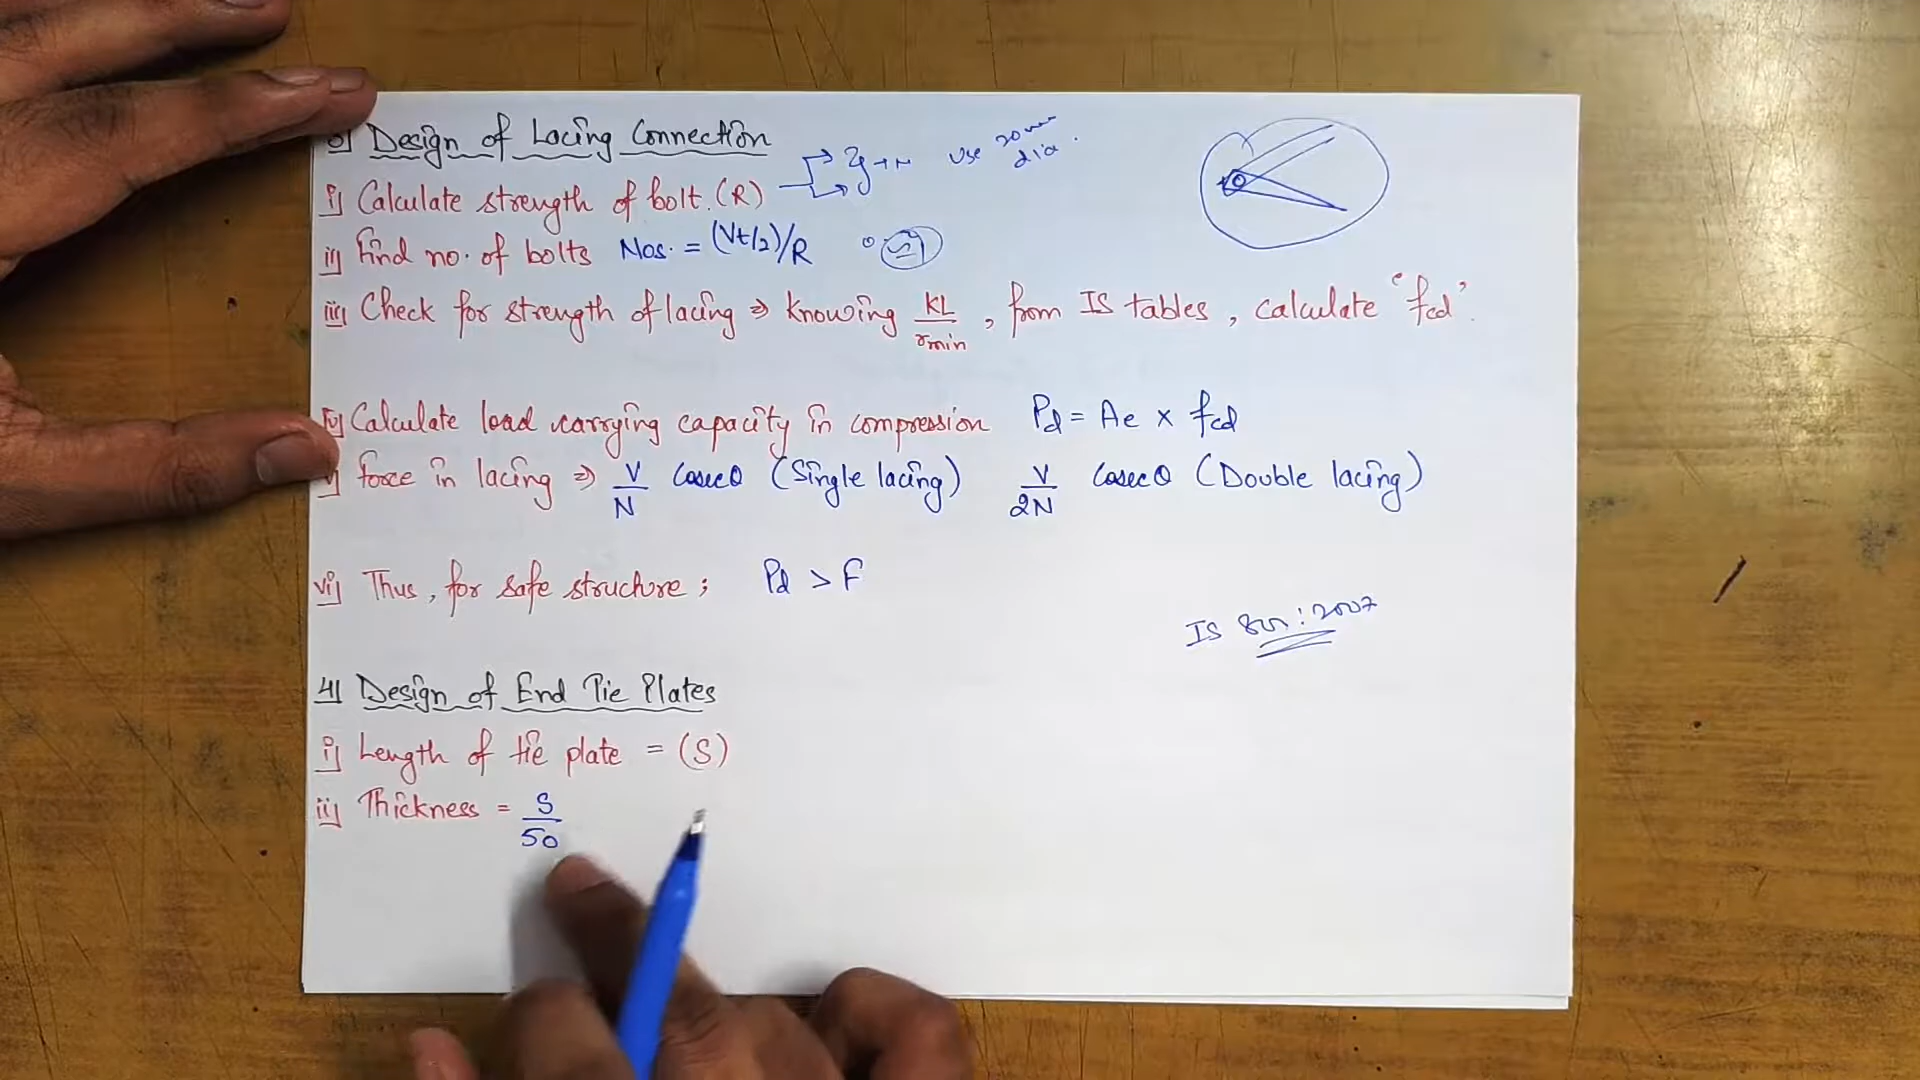 Design of Lacing Connection
i) Calculate strength of bolt. (R) use 20mm dia.
ii) Find no. of bolts Nos. = (Vt/2)/R
iii) Check for strength of lacing ⇒ knowing KL/rmin, from IS tables, calculate 'fcd'.
iv) Calculate load carrying capacity in compression Pd = Ae × fcd
v) Force in lacing ⇒ V/N Cosecθ (Single lacing) V/2N Cosecθ (Double lacing)
vi) Thus, for safe structure; Pd > F
IS 800:2007
4) Design of End Tie Plates
i) Length of tie plate = (S)
ii) Thickness = S/50